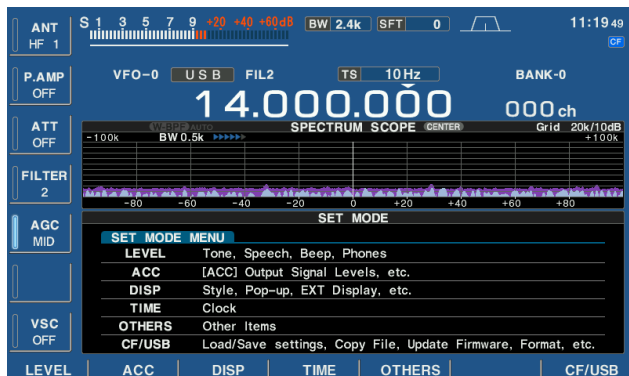 ANT
HF 1
S 1 3 5 7 9 +20 +40 +60dB
BW 2.4k SFT 0
11:19 49
CF
P.AMP
OFF
VFO-0 USB FIL2 TS 10Hz BANK-0
14.000.000 000 ch
ATT
OFF
W-BPF AUTO SPECTRUM SCOPE CENTER Grid 20k/10dB
-100k BW 0.5k +100k
FILTER
2
-80 -60 -40 -20 0 +20 +40 +60 +80
AGC
MID
SET MODE
SET MODE MENU
LEVEL Tone, Speech, Beep, Phones
ACC [ACC] Output Signal Levels, etc.
DISP Style, Pop-up, EXT Display, etc.
TIME Clock
OTHERS Other Items
CF/USB Load/Save settings, Copy File, Update Firmware, Format, etc.
VSC
OFF
LEVEL ACC DISP TIME OTHERS CF/USB